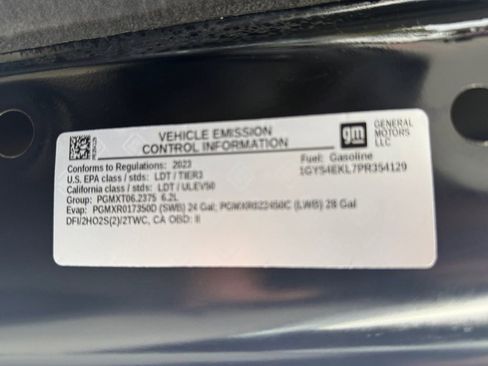 VEHICLE EMISSION
CONTROL INFORMATION
gm
GENERAL
MOTORS
LLC
Conforms to Regulations: 2023
Fuel: Gasoline
U.S. EPA class / stds: LDT / TIER3
1GYS4EKL7PR354129
California class / stds: LDT / ULEV50
Group: PGMXT06.2375 6.2L
Evap: PGMXR0173500 (SWB) 24 Gal; PGMXR022450C (LWB) 28 Gal
DFI/2HO2S(2)/2TWC, CA OBD: II